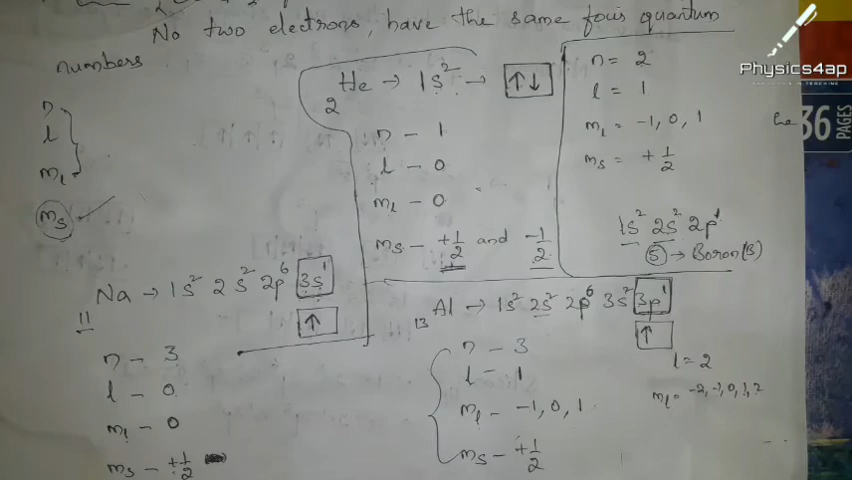 No two electrons, have the same four quantum
numbers
n
l
ml
ms
2He → 1s² → ↑↓
n - 1
l - 0
ml - 0
ms - +1/2 and -1/2
n = 2
l = 1
ml = -1, 0, 1
ms = +1/2
1s² 2s² 2p¹
5 → Boron(B)
Na → 1s² 2s² 2p⁶ 3s¹
11
↑
n - 3
l - 0
ml - 0
ms - +1/2
13 Al → 1s² 2s² 2p⁶ 3s² 3p¹
↑
n - 3
l - 1
ml - -1, 0, 1
ms - +1/2
l = 2
ml = -2, -1, 0, 1, 2
he
Physics4ap
36
PAGES